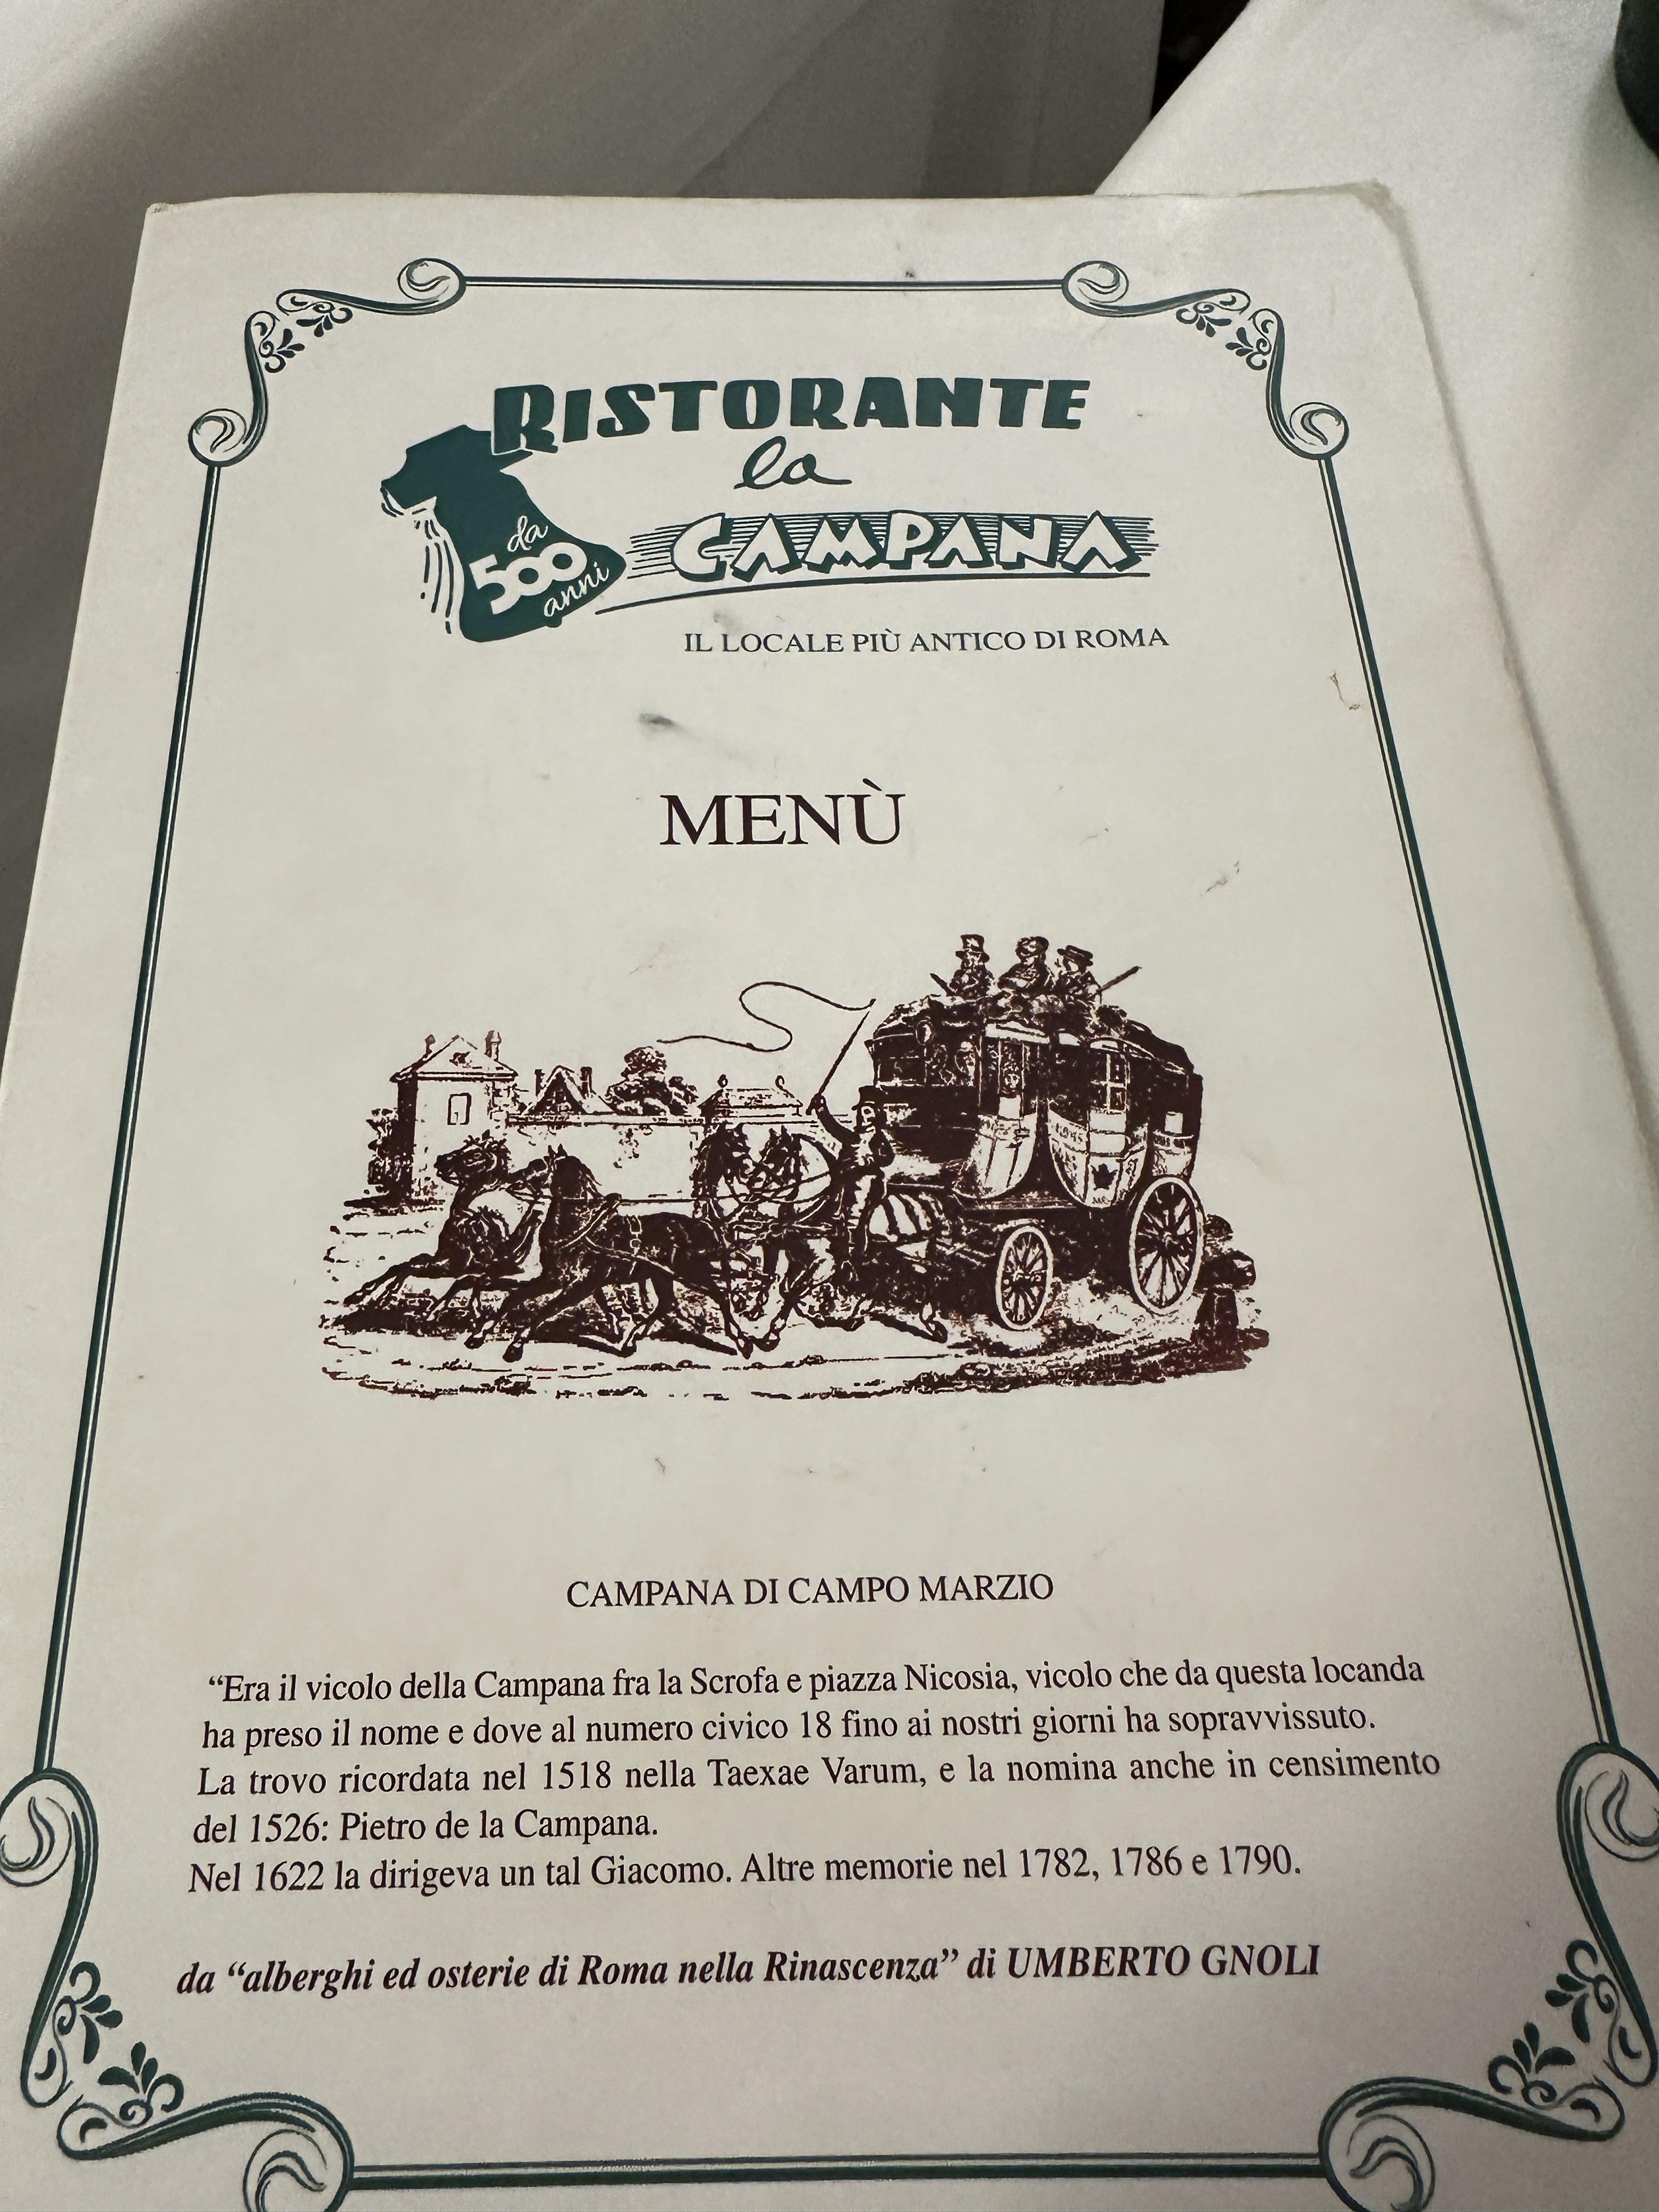 RISTORANTE
la
CAMPANA
da
500
anni
IL LOCALE PIÙ ANTICO DI ROMA
MENÙ
CAMPANA DI CAMPO MARZIO
“Era il vicolo della Campana fra la Scrofa e piazza Nicosia, vicolo che da questa locanda
ha preso il nome e dove al numero civico 18 fino ai nostri giorni ha sopravvissuto.
La trovo ricordata nel 1518 nella Taexae Varum, e la nomina anche in censimento
del 1526: Pietro de la Campana.
Nel 1622 la dirigeva un tal Giacomo. Altre memorie nel 1782, 1786 e 1790.
da “alberghi ed osterie di Roma nella Rinascenza” di UMBERTO GNOLI